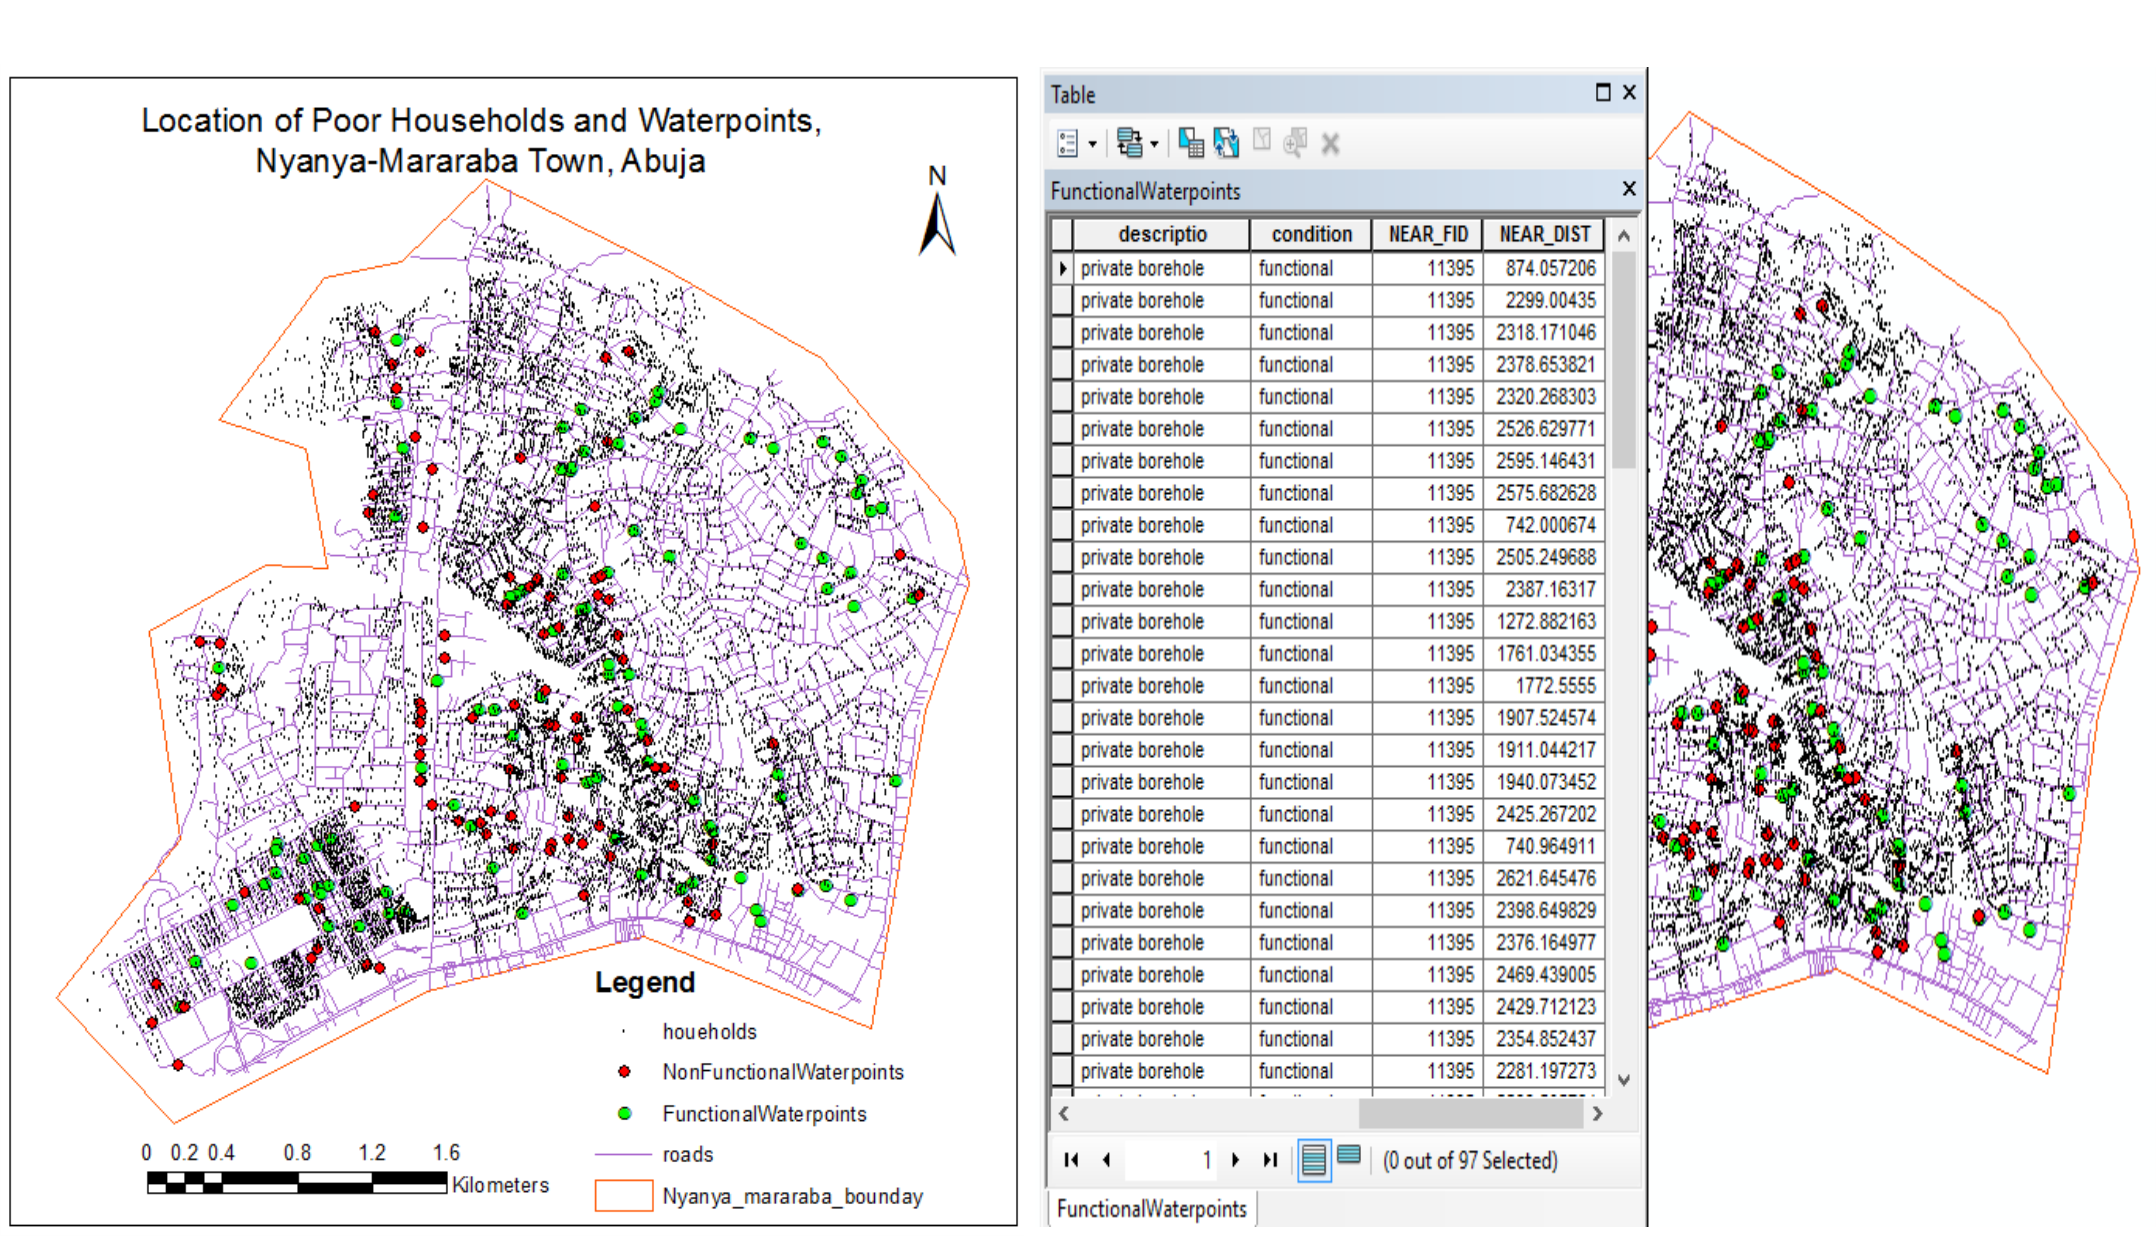 Location of Poor Households and Waterpoints,
Nyanya-Mararaba Town, Abuja
N
Legend
houeholds
NonFunctionalWaterpoints
FunctionalWaterpoints
roads
Nyanya_mararaba_bounday
0 0.2 0.4 0.8 1.2 1.6
Kilometers
Table
FunctionalWaterpoints
descriptio condition NEAR_FID NEAR_DIST
private borehole functional 11395 874.057206
private borehole functional 11395 2299.00435
private borehole functional 11395 2318.171046
private borehole functional 11395 2378.653821
private borehole functional 11395 2320.268303
private borehole functional 11395 2526.629771
private borehole functional 11395 2595.146431
private borehole functional 11395 2575.682628
private borehole functional 11395 742.000674
private borehole functional 11395 2505.249688
private borehole functional 11395 2387.16317
private borehole functional 11395 1272.882163
private borehole functional 11395 1761.034355
private borehole functional 11395 1772.5555
private borehole functional 11395 1907.524574
private borehole functional 11395 1911.044217
private borehole functional 11395 1940.073452
private borehole functional 11395 2425.267202
private borehole functional 11395 740.964911
private borehole functional 11395 2621.645476
private borehole functional 11395 2398.649829
private borehole functional 11395 2376.164977
private borehole functional 11395 2469.439005
private borehole functional 11395 2429.712123
private borehole functional 11395 2354.852437
private borehole functional 11395 2281.197273
1 (0 out of 97 Selected)
FunctionalWaterpoints